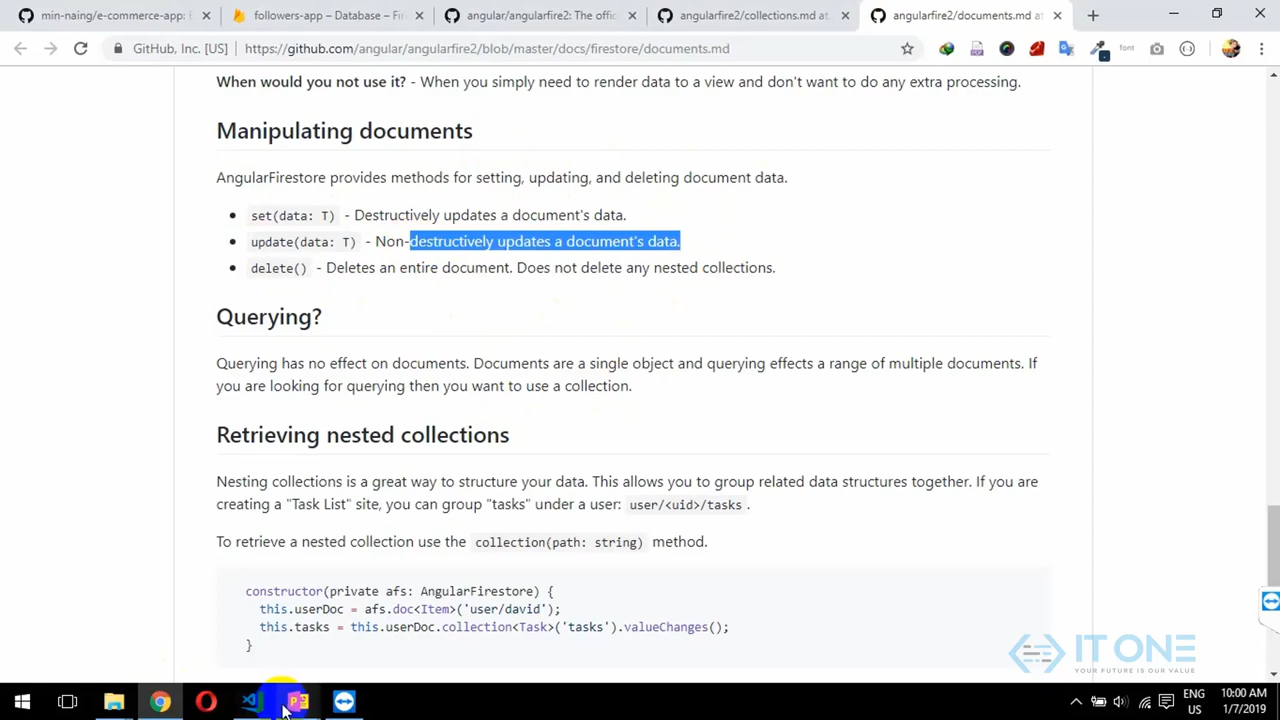 min-naing/e-commerce-app: E
followers-app – Database – Fire
angular/angularfire2: The offic
angularfire2/collections.md at
angularfire2/documents.md at
GitHub, Inc. [US]
https://github.com/angular/angularfire2/blob/master/docs/firestore/documents.md
font
When would you not use it? - When you simply need to render data to a view and don't want to do any extra processing.
Manipulating documents
AngularFirestore provides methods for setting, updating, and deleting document data.
set(data: T) - Destructively updates a document's data.
update(data: T) - Non-destructively updates a document's data.
delete() - Deletes an entire document. Does not delete any nested collections.
Querying?
Querying has no effect on documents. Documents are a single object and querying effects a range of multiple documents. If
you are looking for querying then you want to use a collection.
Retrieving nested collections
Nesting collections is a great way to structure your data. This allows you to group related data structures together. If you are
creating a "Task List" site, you can group "tasks" under a user: user/<uid>/tasks .
To retrieve a nested collection use the collection(path: string) method.
constructor(private afs: AngularFirestore) {
this.userDoc = afs.doc<Item>('user/david');
this.tasks = this.userDoc.collection<Task>('tasks').valueChanges();
}
IT ONE
YOUR FUTURE IS OUR VALUE
ENG
US
10:00 AM
1/7/2019